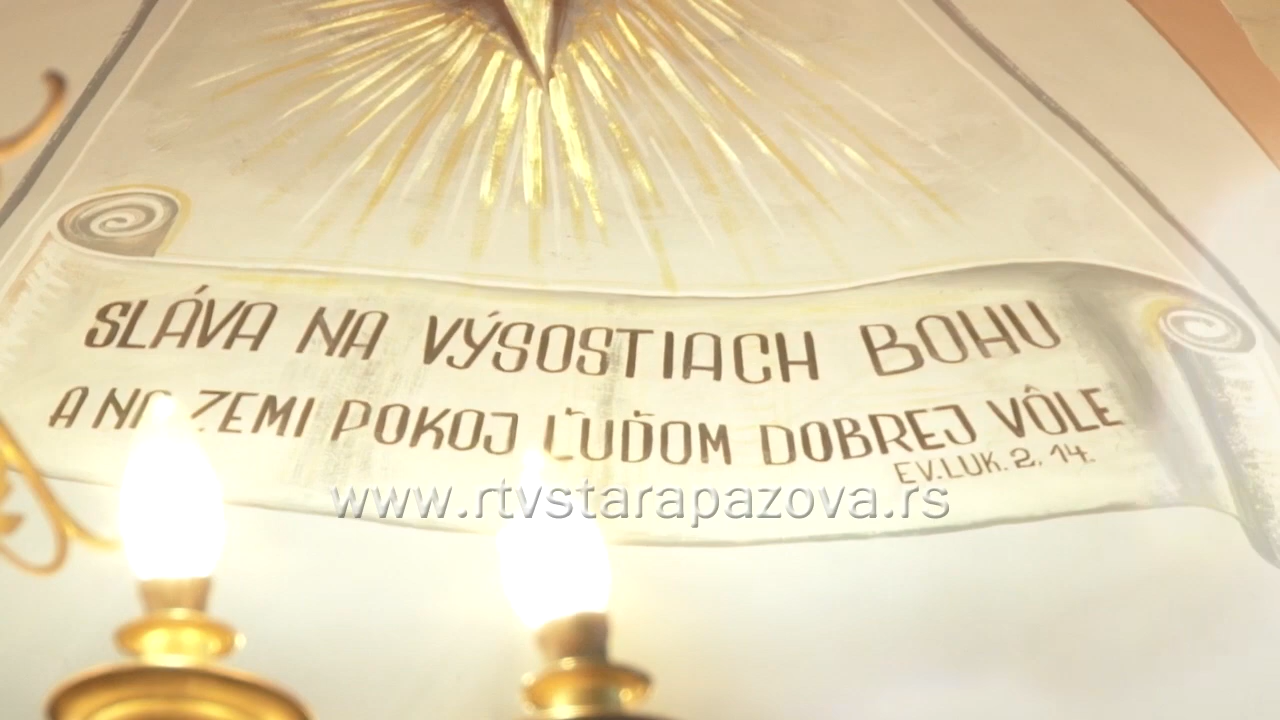 SLÁVA NA VÝSOSTIACH BOHU
A NA ZEMI POKOJ ĽUĎOM DOBREJ VÔLE
EV. LUK. 2, 14.
www.rtvstarapazova.rs